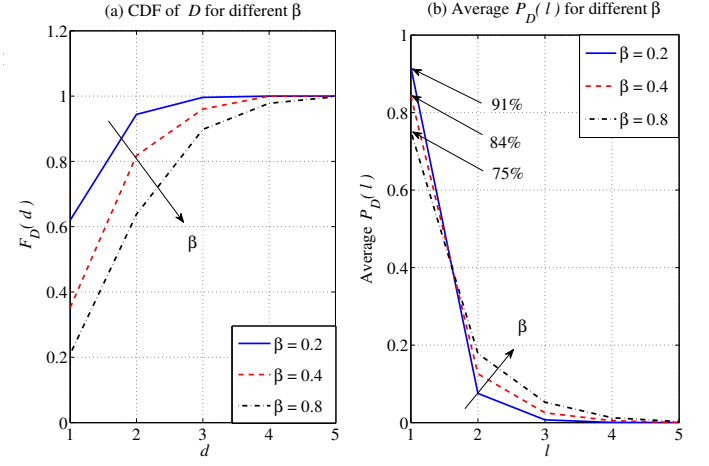 (a) CDF of D for different β
1.2
1
0.8
0.6
0.4
0.2
0
1 2 3 4 5
d
F_D(d)
β
β = 0.2
β = 0.4
β = 0.8
(b) Average P_D(l) for different β
1
0.8
0.6
0.4
0.2
0
1 2 3 4 5
l
Average P_D(l)
91%
84%
75%
β
β = 0.2
β = 0.4
β = 0.8